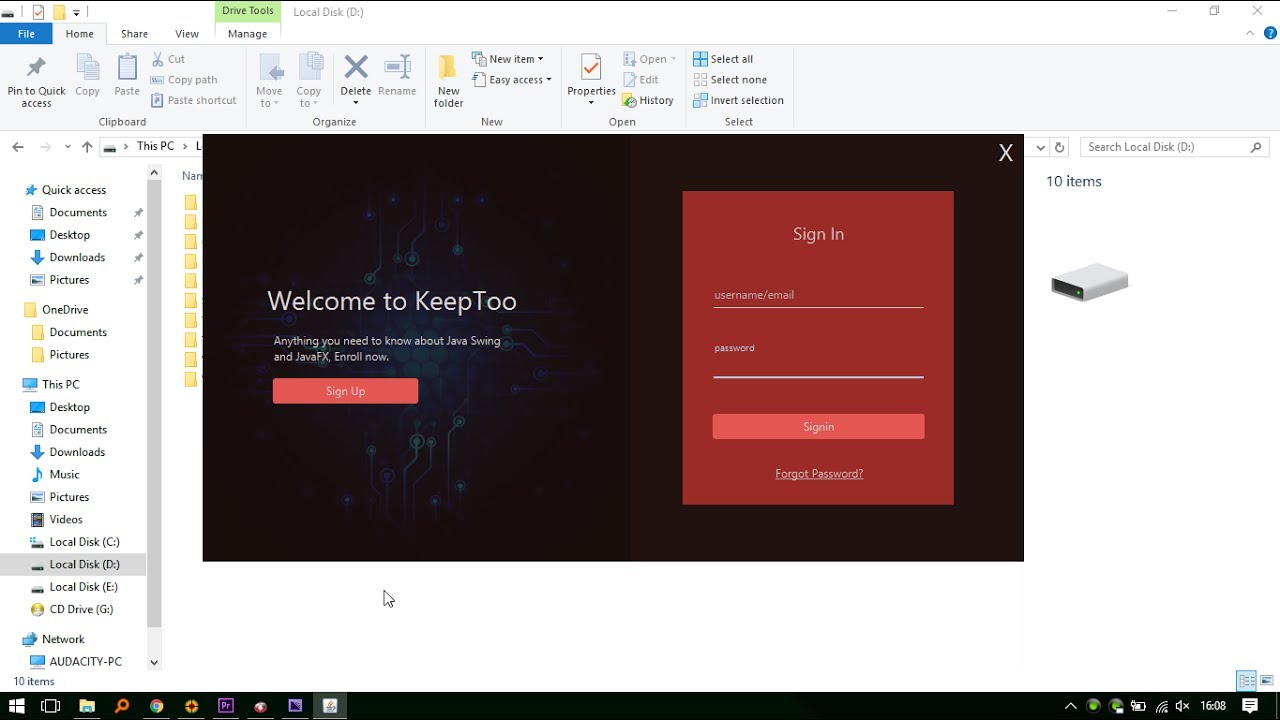 Drive Tools
Local Disk (D:)
File
Home
Share
View
Manage
Pin to Quick access
Copy
Paste
Cut
Copy path
Paste shortcut
Move to
Copy to
Delete
Rename
New folder
New item
Easy access
Properties
Open
Edit
History
Select all
Select none
Invert selection
Clipboard
Organize
New
Open
Select
This PC
Search Local Disk (D:)
10 items
Quick access
Documents
Desktop
Downloads
Pictures
OneDrive
Documents
Pictures
This PC
Desktop
Documents
Downloads
Music
Pictures
Videos
Local Disk (C:)
Local Disk (D:)
Local Disk (E:)
CD Drive (G:)
Network
AUDACITY-PC
10 items
X
Welcome to KeepToo
Anything you need to know about Java Swing
and JavaFX, Enroll now.
Sign Up
Sign In
username/email
password
Signin
Forgot Password?
Pr
16:08